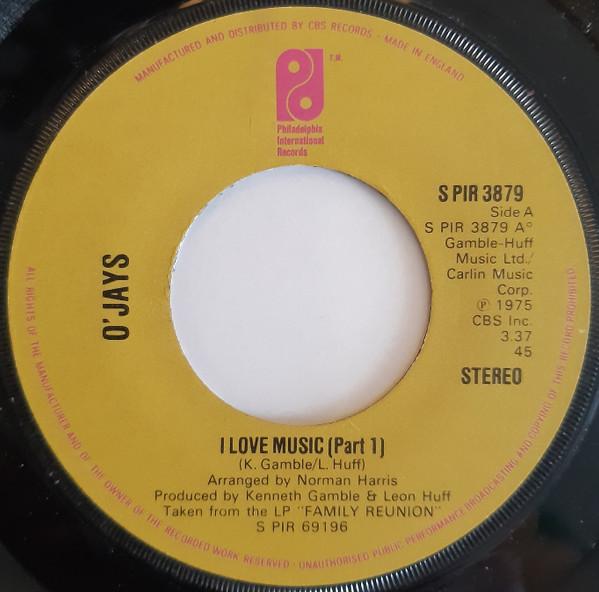 MANUFACTURED AND DISTRIBUTED BY CBS RECORDS · MADE IN ENGLAND
T.M.
Philadelphia
International
Records
S PIR 3879
Side A
S PIR 3879 A°
Gamble-Huff
Music Ltd./
Carlin Music
Corp.
℗ 1975
CBS Inc.
3.37
45
STEREO
O'JAYS
I LOVE MUSIC (Part 1)
(K. Gamble/L. Huff)
Arranged by Norman Harris
Produced by Kenneth Gamble & Leon Huff
Taken from the LP "FAMILY REUNION"
S PIR 69196
ALL RIGHTS OF THE MANUFACTURER AND OF THE OWNER OF THE RECORDED WORK RESERVED · UNAUTHORISED PUBLIC PERFORMANCE BROADCASTING AND COPYING OF THIS RECORD PROHIBITED